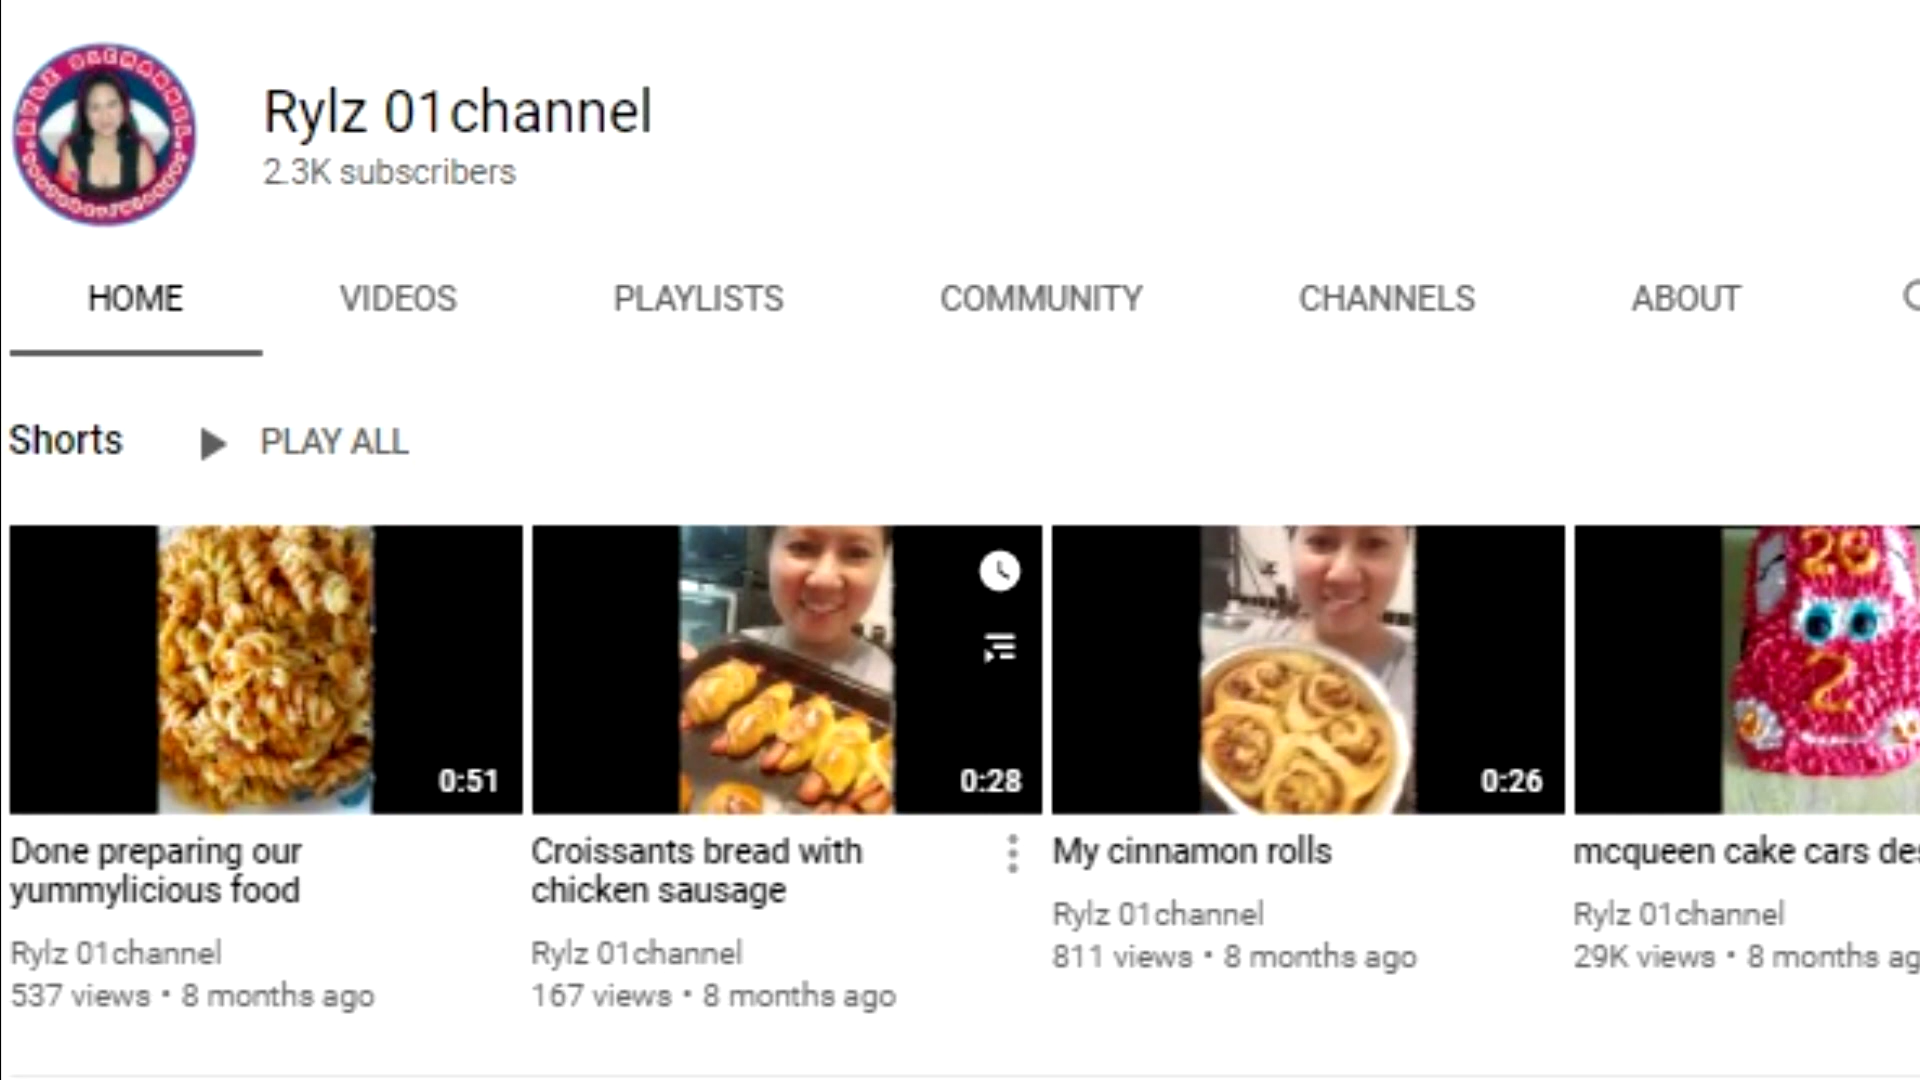 Rylz 01channel
2.3K subscribers
HOME VIDEOS PLAYLISTS COMMUNITY CHANNELS ABOUT
Shorts PLAY ALL
28
2
0:51 0:28 0:26
Done preparing our
yummylicious food
Rylz 01channel
537 views • 8 months ago
Croissants bread with
chicken sausage
Rylz 01channel
167 views • 8 months ago
My cinnamon rolls
Rylz 01channel
811 views • 8 months ago
mcqueen cake cars
Rylz 01channel
29K views • 8 months